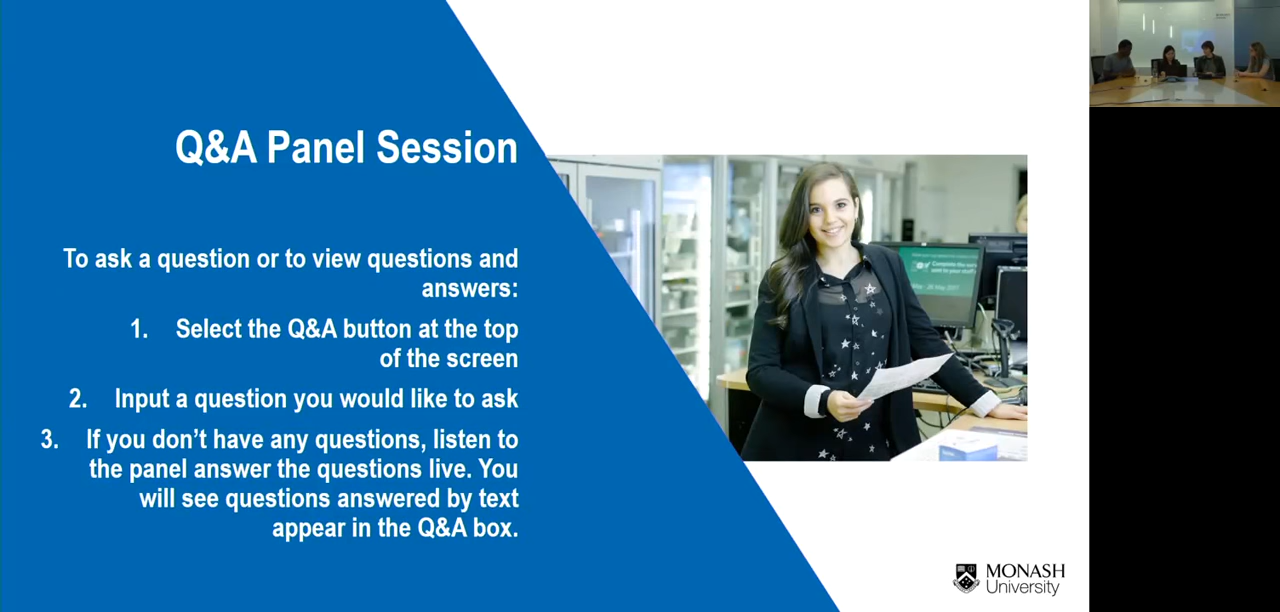 Q&A Panel Session
To ask a question or to view questions and
answers:
1. Select the Q&A button at the top
of the screen
2. Input a question you would like to ask
3. If you don’t have any questions, listen to
the panel answer the questions live. You
will see questions answered by text
appear in the Q&A box.
MONASH
University